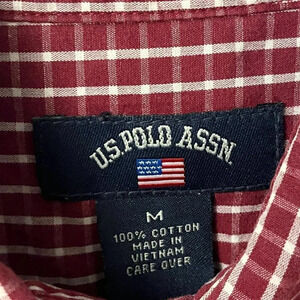 U.S. POLO ASSN.
M
100% COTTON
MADE IN
VIETNAM
CARE OVER